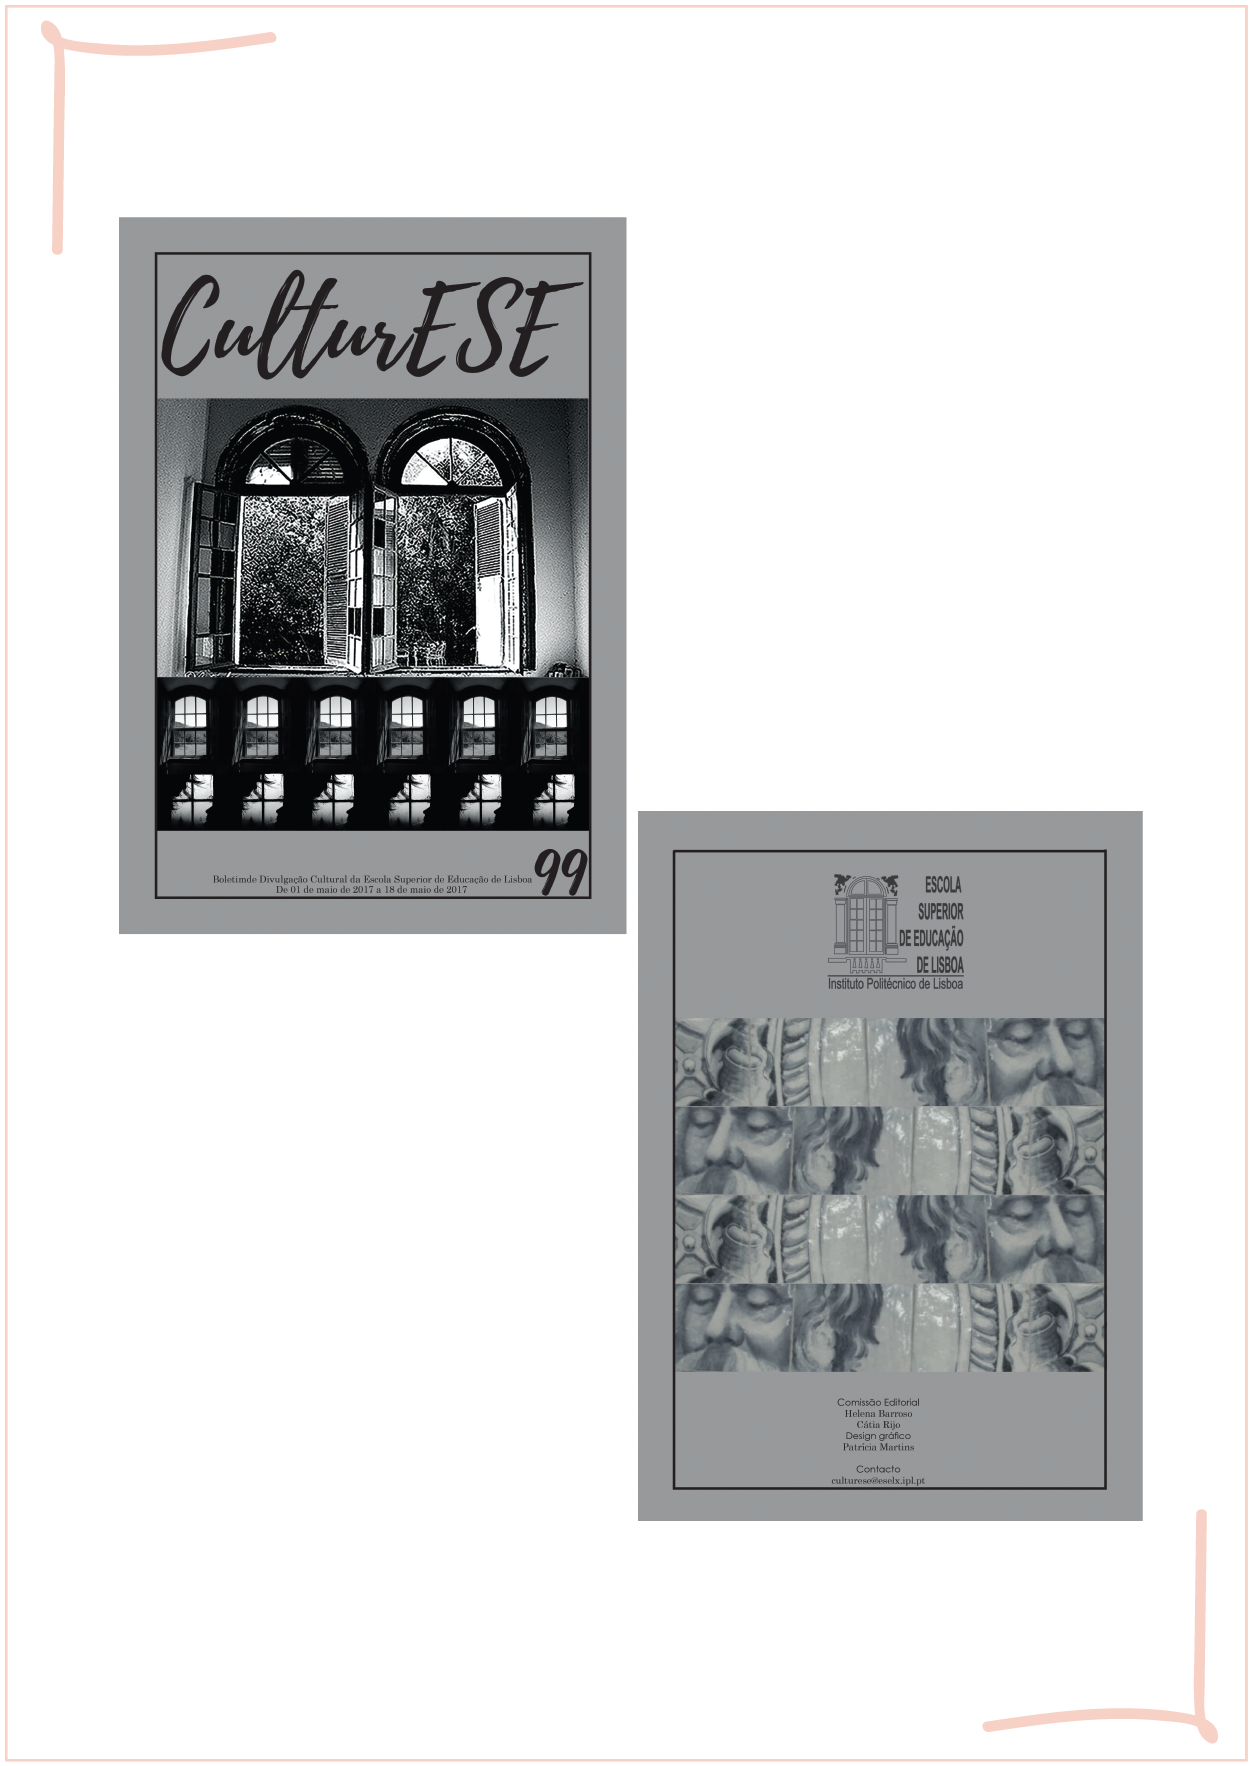 CulturESE
99
Boletimde Divulgação Cultural da Escola Superior de Educação de Lisboa
De 01 de maio de 2017 a 18 de maio de 2017
ESCOLA
SUPERIOR
DE EDUCAÇÃO
DE LISBOA
Instituto Politécnico de Lisboa
Comissão Editorial
Helena Barroso
Cátia Rijo
Design gráfico
Patrícia Martins
Contacto
culturese@eselx.ipl.pt